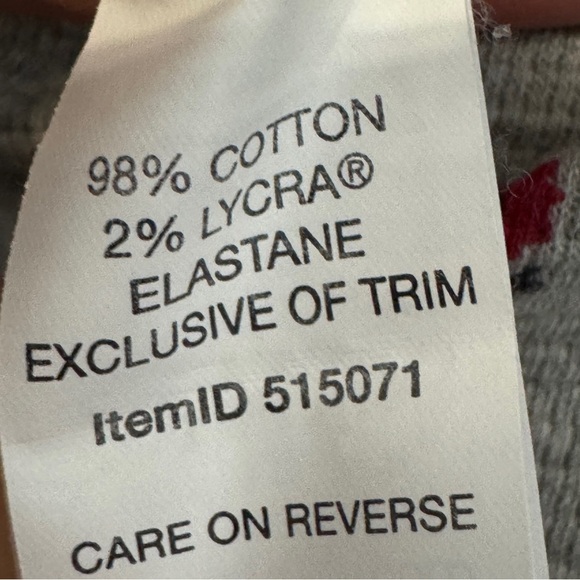 98% COTTON
2% LYCRA®
ELASTANE
EXCLUSIVE OF TRIM
ItemID 515071
CARE ON REVERSE